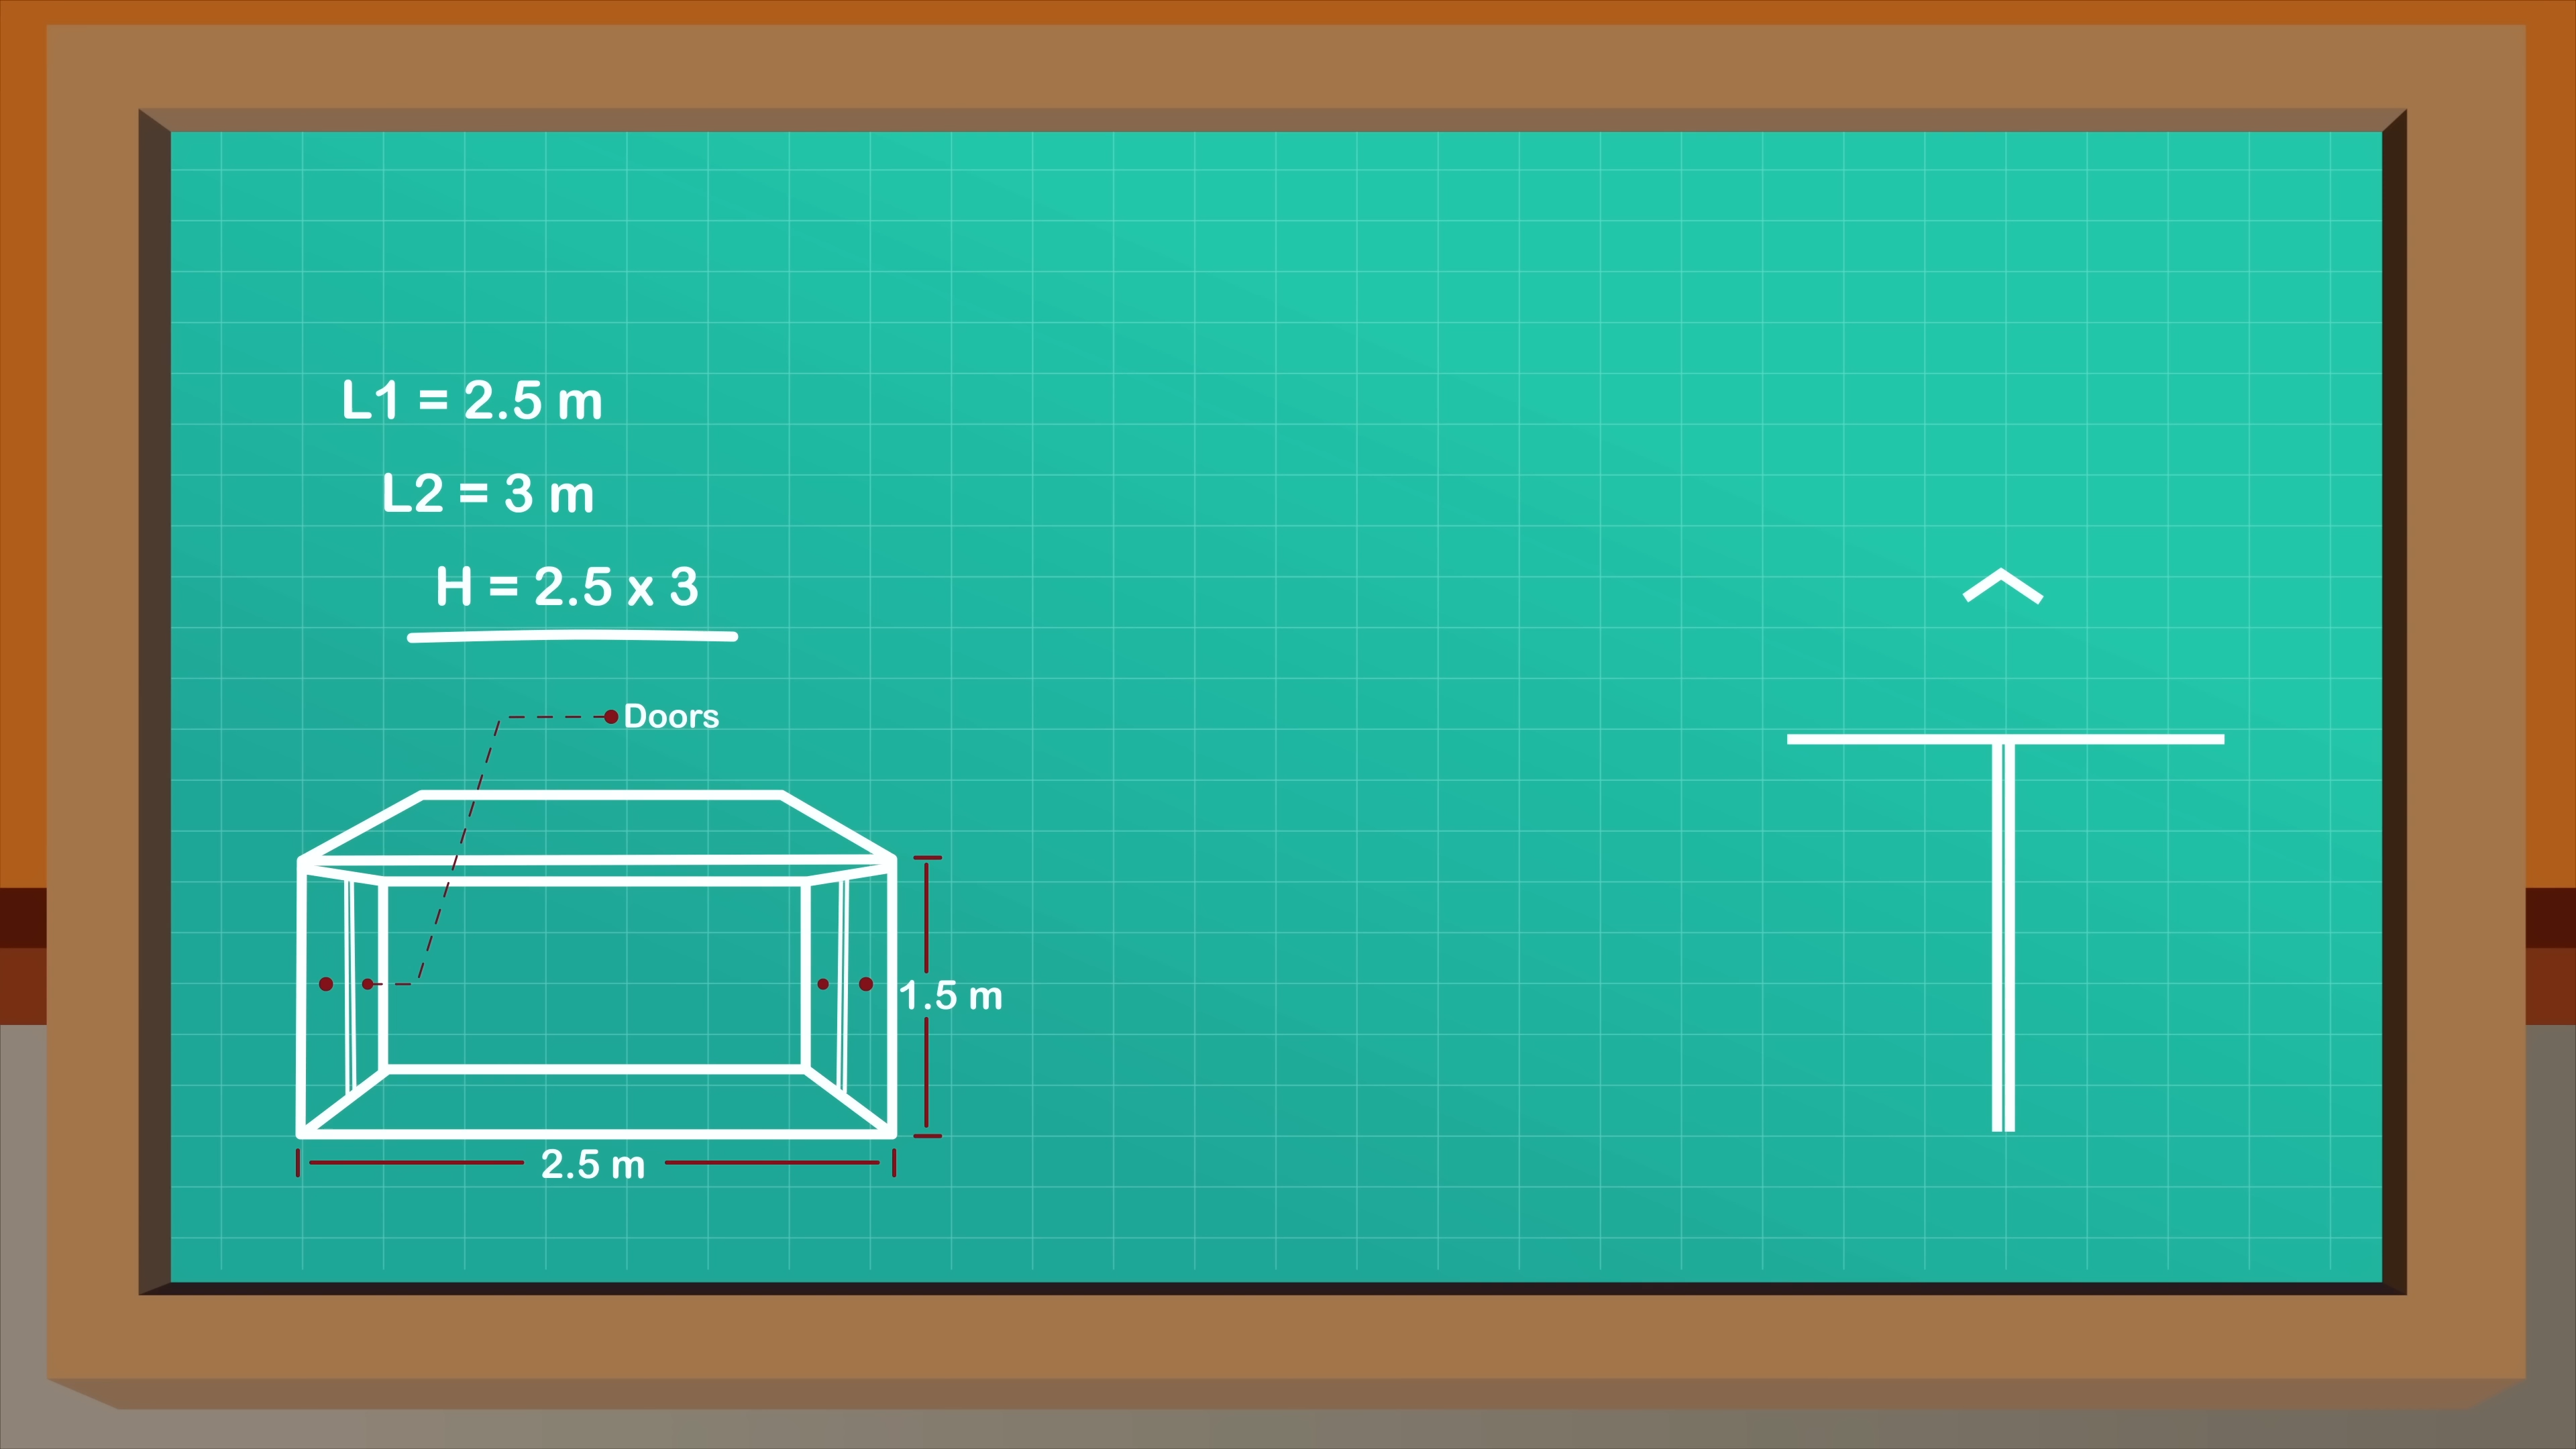 L1 = 2.5 m
L2 = 3 m
H = 2.5 x 3
Doors
1.5 m
2.5 m